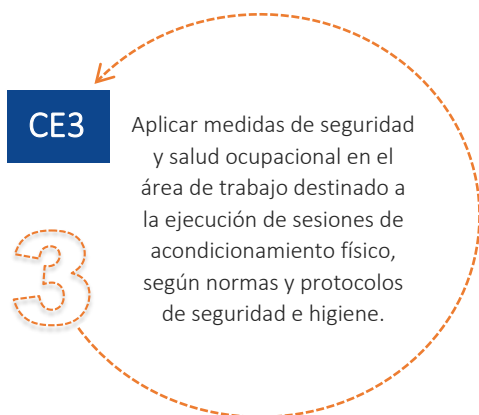 CE3
Aplicar medidas de seguridad
y salud ocupacional en el
área de trabajo destinado a
la ejecución de sesiones de
acondicionamiento físico,
según normas y protocolos
de seguridad e higiene.
3